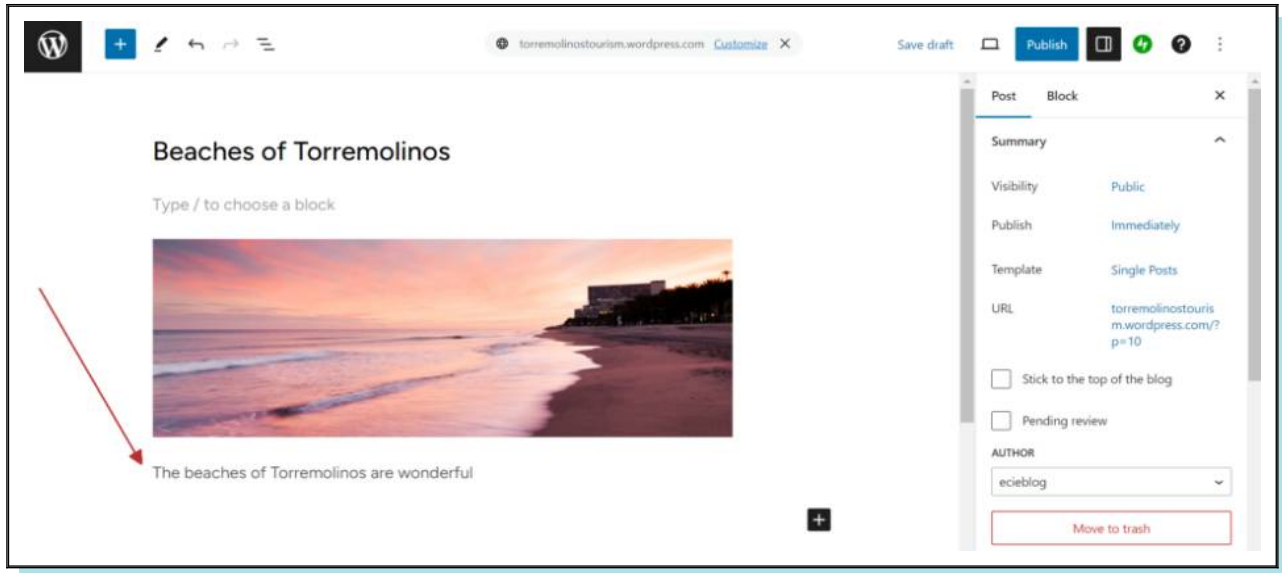 torremolinostourism.wordpress.com Customize
Save draft
Publish
Post Block
Beaches of Torremolinos
Type / to choose a block
The beaches of Torremolinos are wonderful
Summary
Visibility Public
Publish Immediately
Template Single Posts
URL torremolinostouris
m.wordpress.com/?
p=10
Stick to the top of the blog
Pending review
AUTHOR
ecieblog
Move to trash